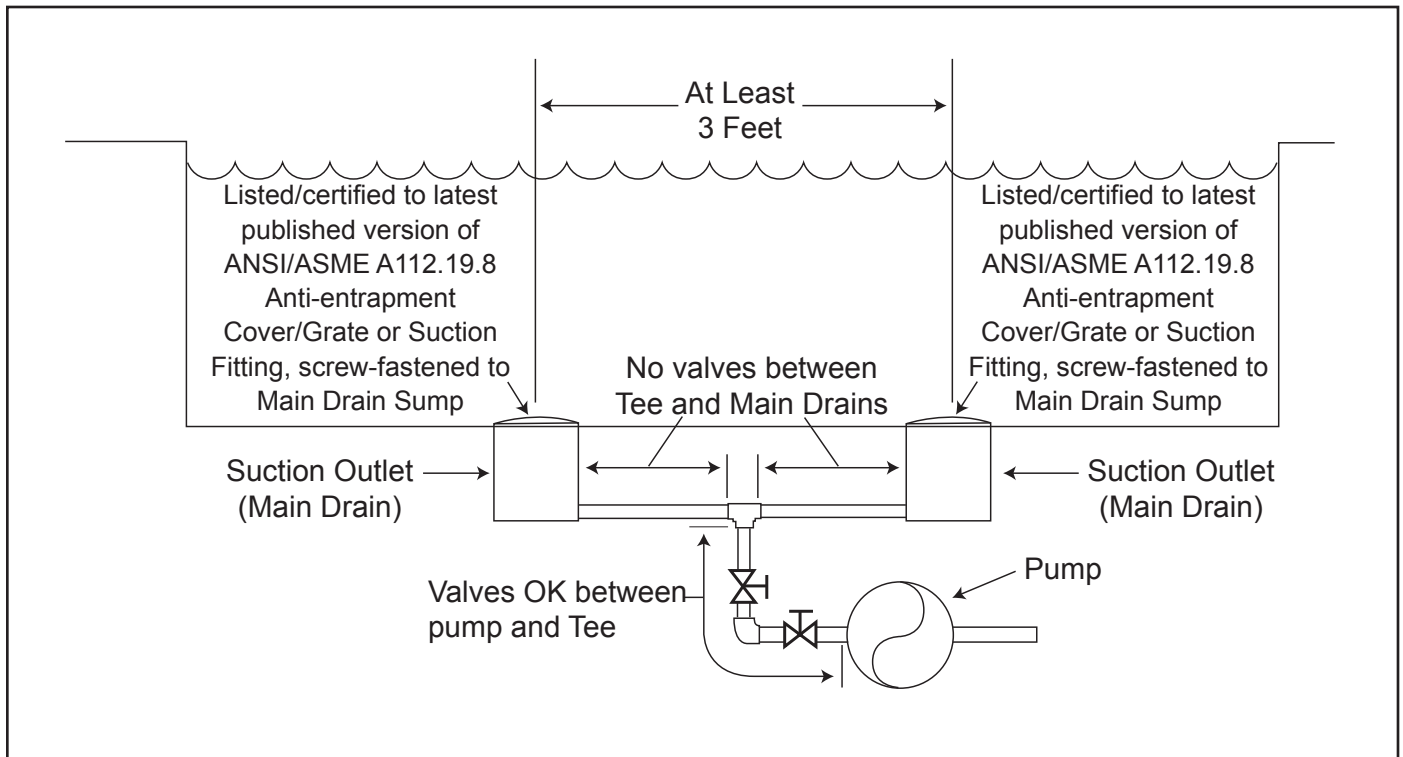 At Least
3 Feet
Listed/certified to latest
published version of
ANSI/ASME A112.19.8
Anti-entrapment
Cover/Grate or Suction
Fitting, screw-fastened to
Main Drain Sump
Listed/certified to latest
published version of
ANSI/ASME A112.19.8
Anti-entrapment
Cover/Grate or Suction
Fitting, screw-fastened to
Main Drain Sump
No valves between
Tee and Main Drains
Suction Outlet
(Main Drain)
Suction Outlet
(Main Drain)
Valves OK between
pump and Tee
Pump